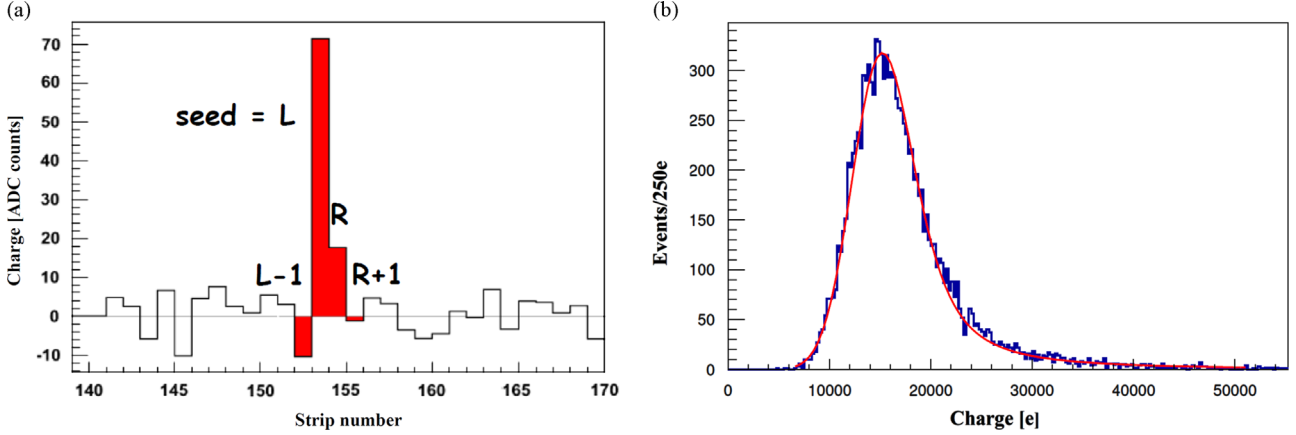 (a)
Charge [ADC counts]
70
60
50
40
30
20
10
0
-10
seed = L
R
L-1
R+1
140
145
150
155
160
165
170
Strip number
(b)
Events/250e
300
250
200
150
100
50
0
0
10000
20000
30000
40000
50000
Charge [e]